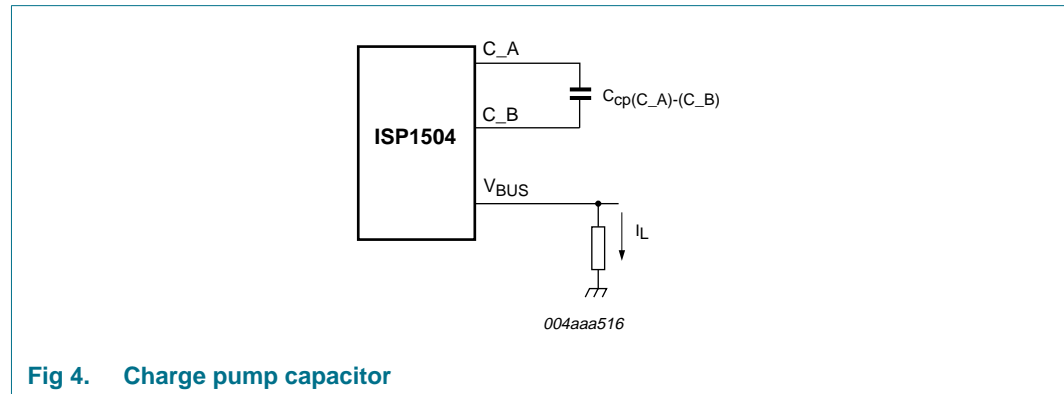 C_A
Ccp(C_A)-(C_B)
C_B
ISP1504
VBUS
IL
004aaa516
Fig 4. Charge pump capacitor